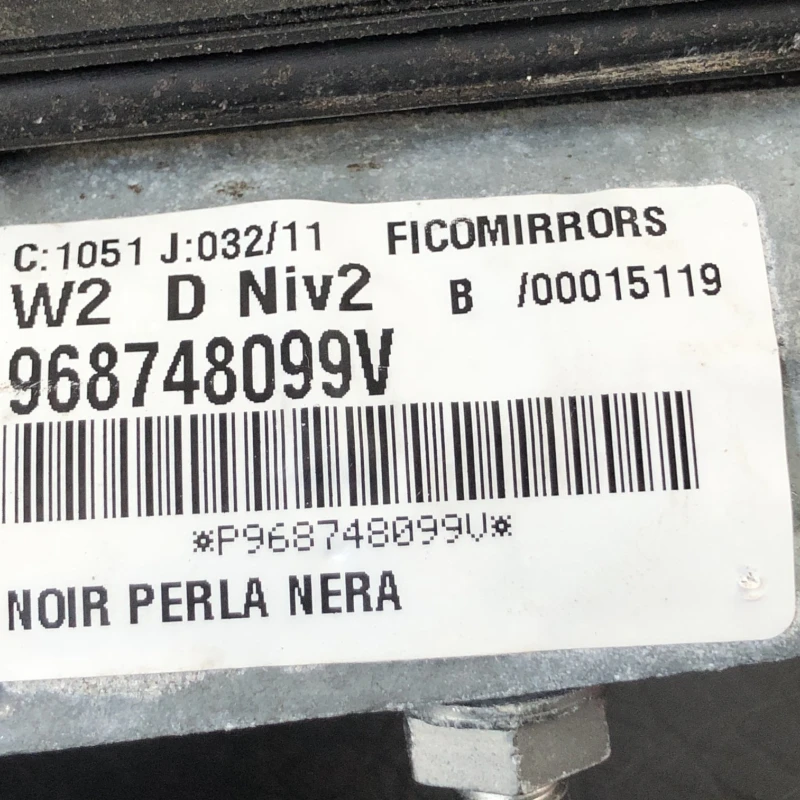 C:1051 J:032/11 FICOMIRRORS
W2 D Niv2 B /00015119
968748099V
*P968748099V*
NOIR PERLA NERA